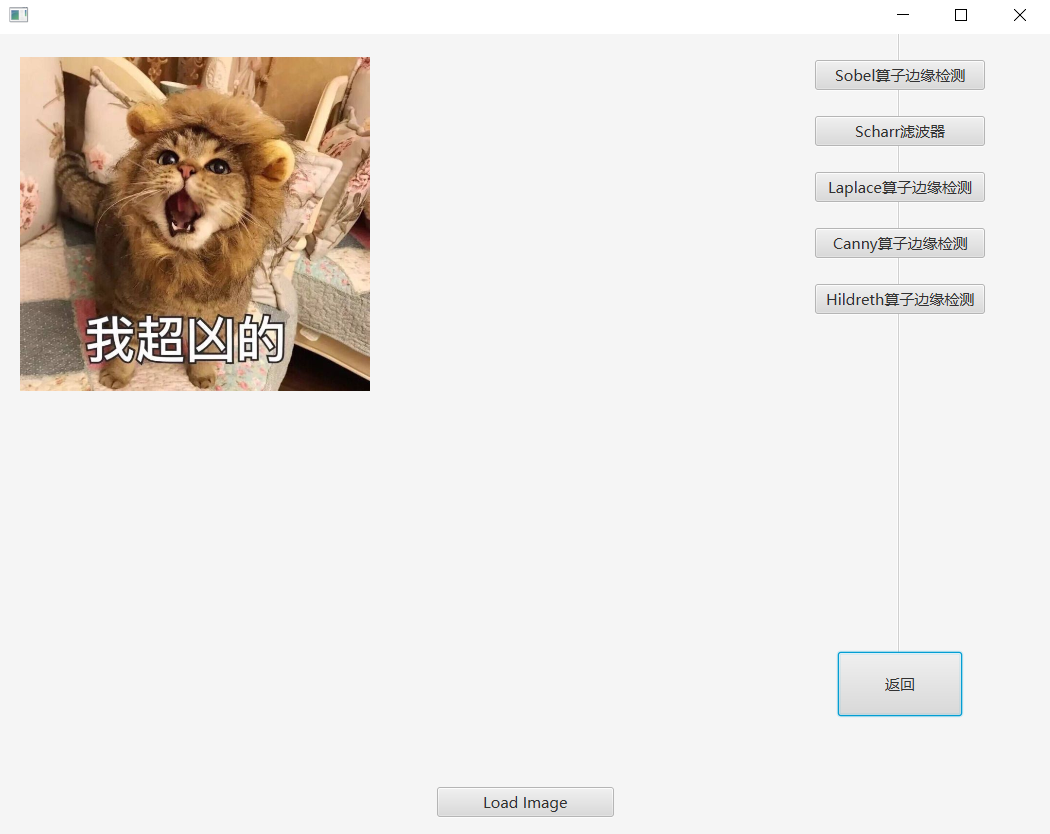 Sobel算子边缘检测
Scharr滤波器
Laplace算子边缘检测
Canny算子边缘检测
Hildreth算子边缘检测
我超凶的
返回
Load Image